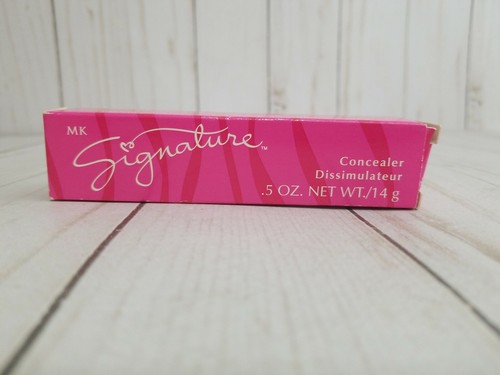 MK
Signature™
Concealer
Dissimulateur
.5 OZ. NET WT./14 g